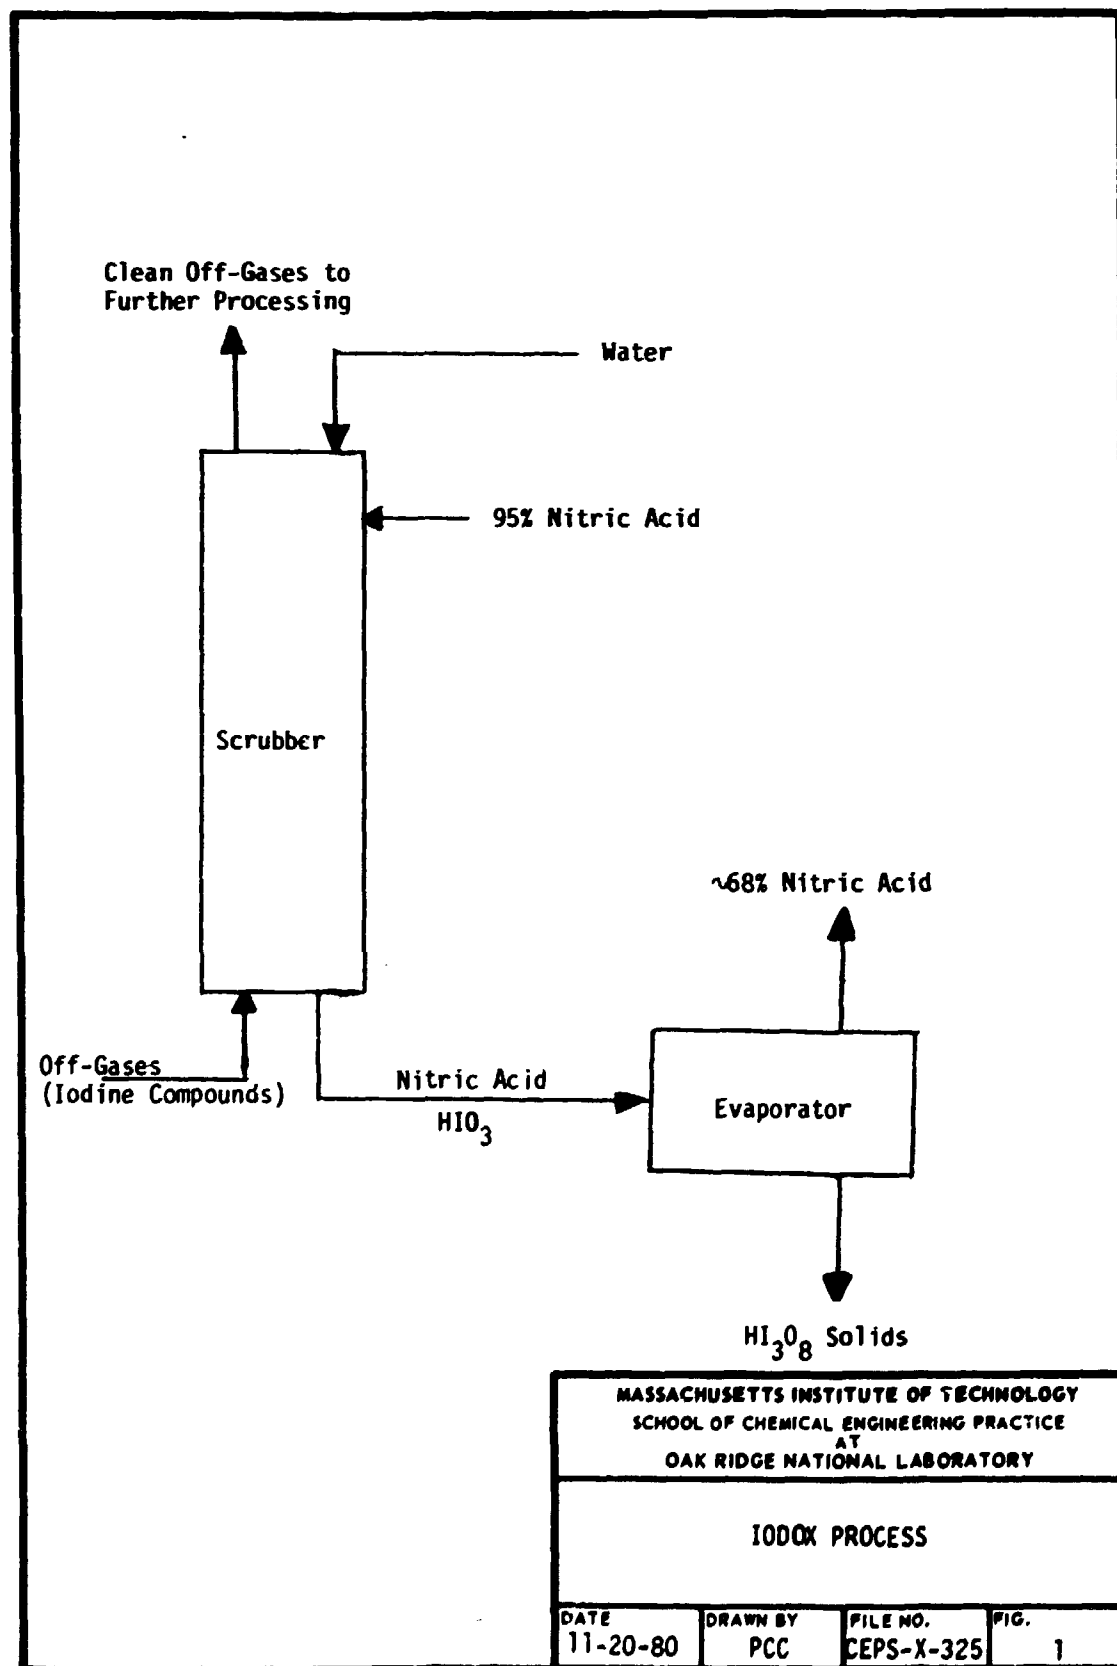 Clean Off-Gases to
Further Processing
Water
95% Nitric Acid
Scrubber
~68% Nitric Acid
Off-Gases
(Iodine Compounds)
Nitric Acid
HIO3
Evaporator
HI3O8 Solids
MASSACHUSETTS INSTITUTE OF TECHNOLOGY
SCHOOL OF CHEMICAL ENGINEERING PRACTICE
AT
OAK RIDGE NATIONAL LABORATORY
IODOX PROCESS
DATE DRAWN BY FILE NO. FIG.
11-20-80 PCC CEPS-X-325 1